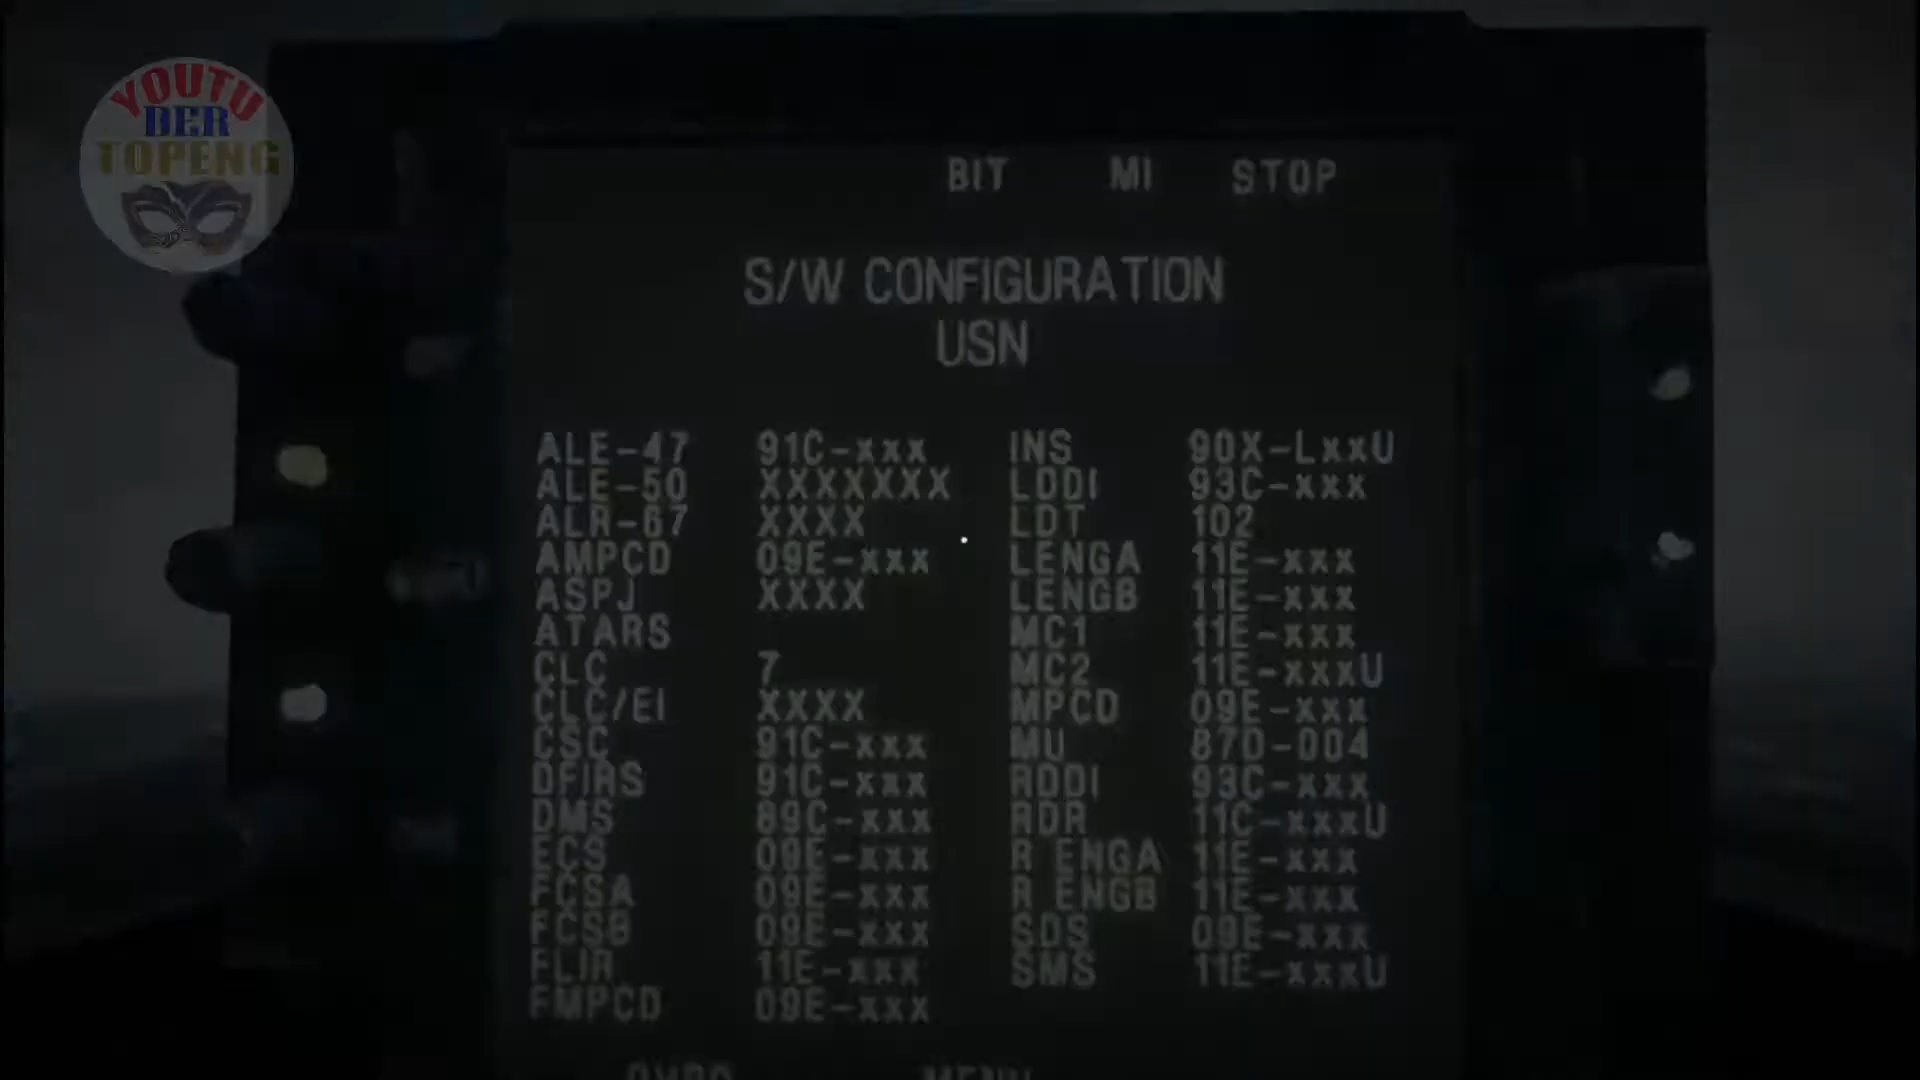 YOUTU
BER
TOPENG
BIT MI STOP
S/W CONFIGURATION
USN
ALE-47 91C-xxx INS 90X-LxxU
ALE-50 XXXXXXX LDDI 93C-xxx
ALR-67 XXXX LDT 102
AMPCD 09E-xxx LENGA 11E-xxx
ASPJ XXXX LENGB 11E-xxx
ATARS MC1 11E-xxx
CLC 7 MC2 11E-xxxU
CLC/EI XXXX MPCD 09E-xxx
CSC 91C-xxx MU 87D-004
DFIRS 91C-xxx RDDI 93C-xxx
DMS 89C-xxx RDR 11C-xxxU
ECS 09E-xxx R ENGA 11E-xxx
FCSA 09E-xxx R ENGB 11E-xxx
FCSB 09E-xxx SDS 09E-xxx
FLIR 11E-xxx SMS 11E-xxxU
FMPCD 09E-xxx
MENU